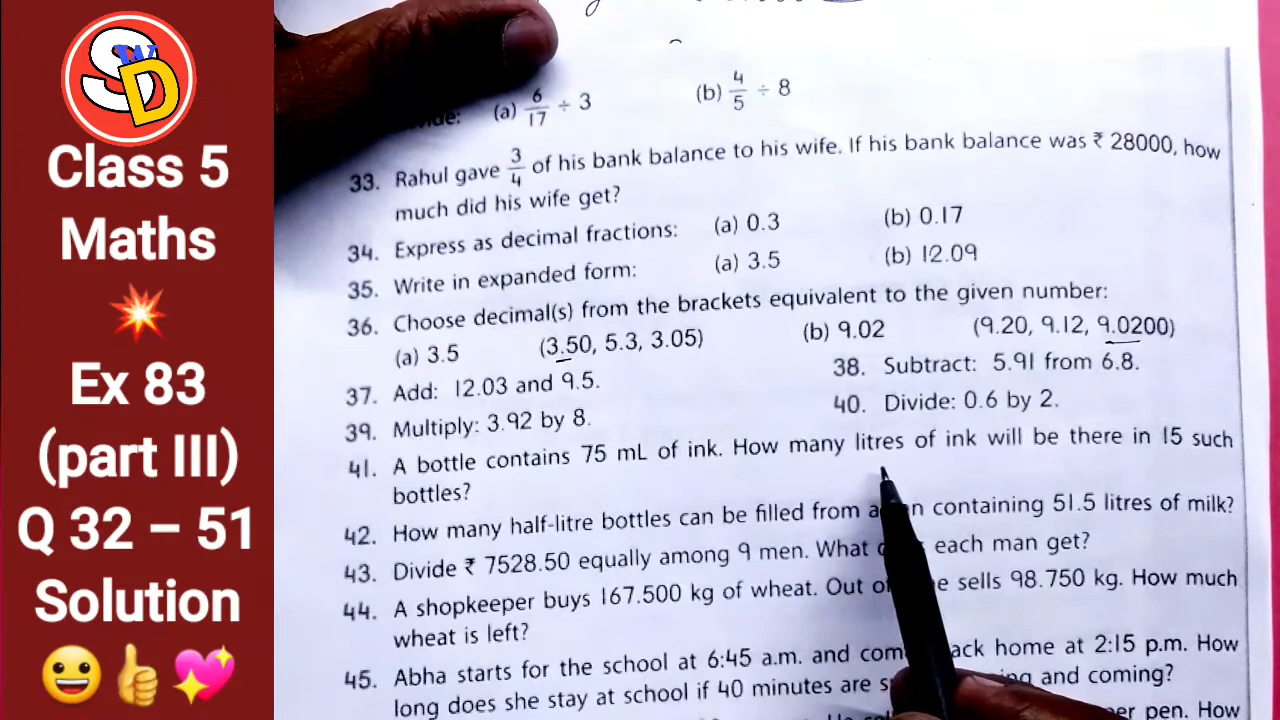 SWD
Class 5
Maths
Ex 83
(part III)
Q 32 – 51
Solution
(a) 6/17 ÷ 3 (b) 4/5 ÷ 8
33. Rahul gave 3/4 of his bank balance to his wife. If his bank balance was ₹ 28000, how
much did his wife get?
34. Express as decimal fractions: (a) 0.3 (b) 0.17
35. Write in expanded form: (a) 3.5 (b) 12.09
36. Choose decimal(s) from the brackets equivalent to the given number:
(a) 3.5 (3.50, 5.3, 3.05) (b) 9.02 (9.20, 9.12, 9.0200)
37. Add: 12.03 and 9.5. 38. Subtract: 5.91 from 6.8.
39. Multiply: 3.92 by 8. 40. Divide: 0.6 by 2.
41. A bottle contains 75 mL of ink. How many litres of ink will be there in 15 such
bottles?
42. How many half-litre bottles can be filled from a containing 51.5 litres of milk?
43. Divide ₹ 7528.50 equally among 9 men. What each man get?
44. A shopkeeper buys 167.500 kg of wheat. Out of sells 98.750 kg. How much
wheat is left?
45. Abha starts for the school at 6:45 a.m. and home at 2:15 p.m. How
long does she stay at school if 40 minutes are and coming?
pen. How